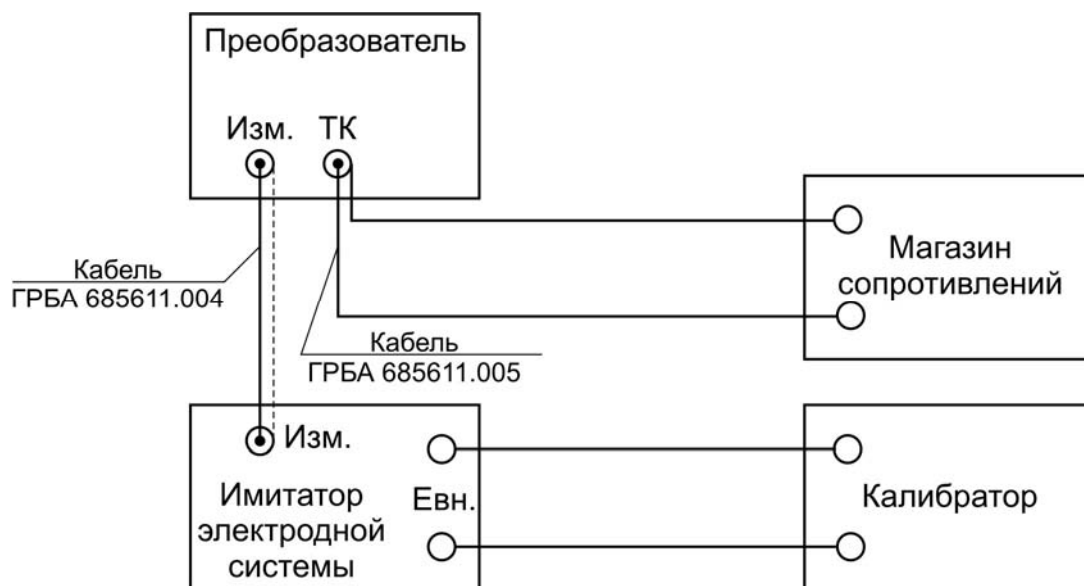 Преобразователь
Изм.
ТК
Магазин
сопротивлений
Кабель
ГРБА 685611.004
Кабель
ГРБА 685611.005
Изм.
Имитатор
электродной
системы
Евн.
Калибратор